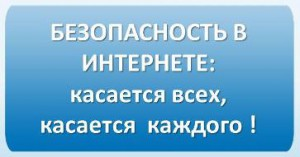 БЕЗОПАСНОСТЬ В
ИНТЕРНЕТЕ:
касается всех,
касается каждого !